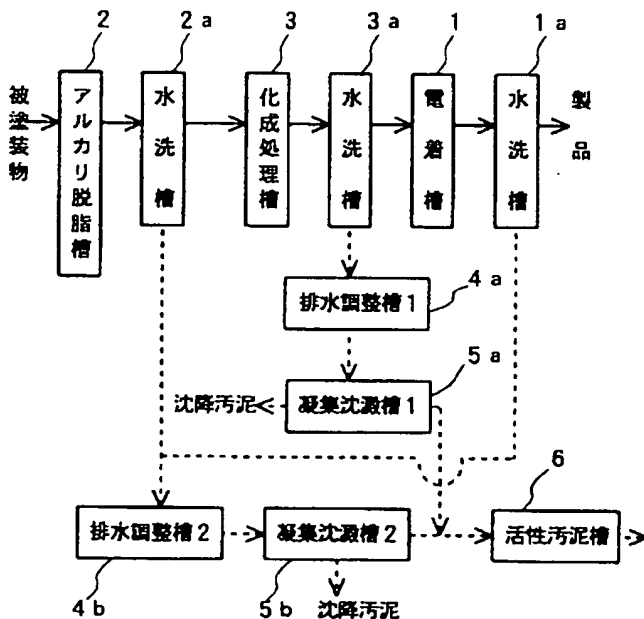 2
2a
3
3a
1
1a
被塗装物
アルカリ脱脂槽
水洗槽
化成処理槽
水洗槽
電着槽
水洗槽
製品
4a
排水調整槽1
5a
沈降汚泥
凝集沈澱槽1
6
排水調整槽2
凝集沈澱槽2
活性汚泥槽
4b
5b
沈降汚泥